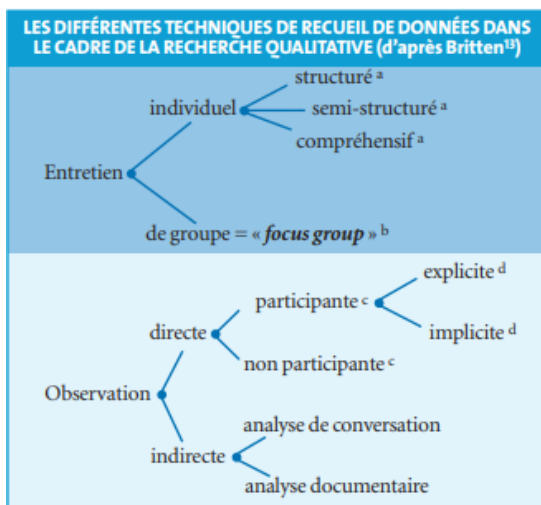 LES DIFFÉRENTES TECHNIQUES DE RECUEIL DE DONNÉES DANS
LE CADRE DE LA RECHERCHE QUALITATIVE (d'après Britten¹³)
structuré ᵃ
individuel
semi-structuré ᵃ
compréhensif ᵃ
Entretien
de groupe = « focus group » ᵇ
explicite ᵈ
participante ᶜ
directe
implicite ᵈ
non participante ᶜ
Observation
analyse de conversation
indirecte
analyse documentaire